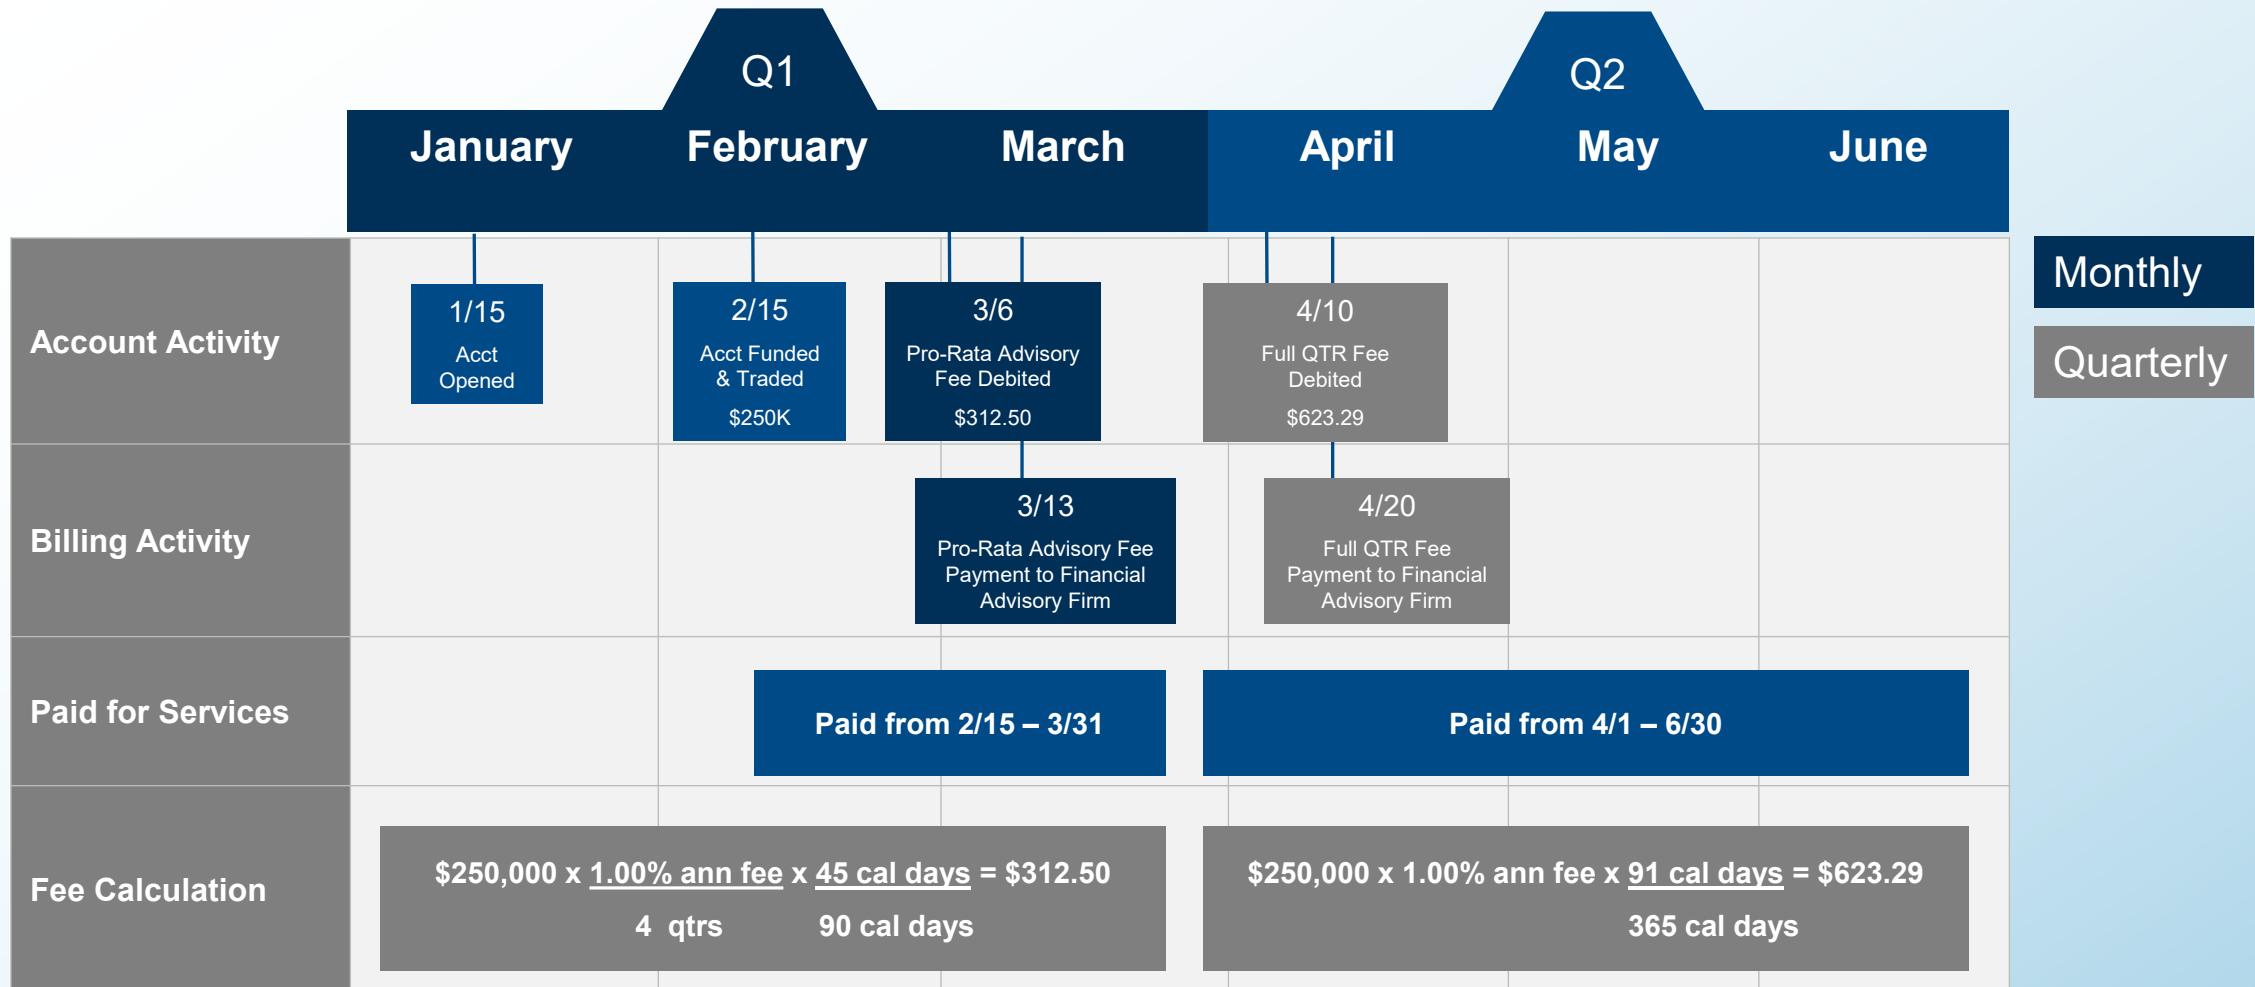 Q1
Q2
January
February
March
April
May
June
Monthly
Quarterly
Account Activity
1/15
Acct
Opened
2/15
Acct Funded
& Traded
$250K
3/6
Pro-Rata Advisory
Fee Debited
$312.50
4/10
Full QTR Fee
Debited
$623.29
Billing Activity
3/13
Pro-Rata Advisory Fee
Payment to Financial
Advisory Firm
4/20
Full QTR Fee
Payment to Financial
Advisory Firm
Paid for Services
Paid from 2/15 – 3/31
Paid from 4/1 – 6/30
Fee Calculation
$250,000 x 1.00% ann fee x 45 cal days = $312.50
4 qtrs 90 cal days
$250,000 x 1.00% ann fee x 91 cal days = $623.29
365 cal days